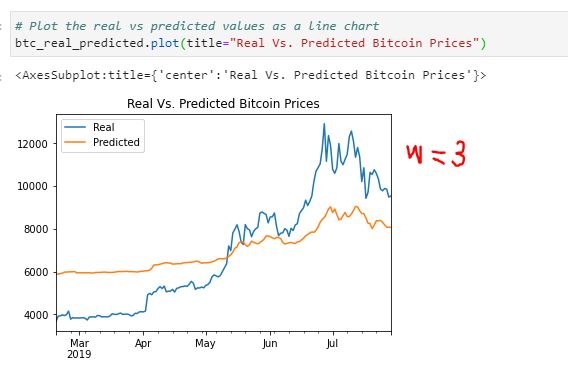 # Plot the real vs predicted values as a line chart
btc_real_predicted.plot(title="Real Vs. Predicted Bitcoin Prices")
<AxesSubplot:title={'center':'Real Vs. Predicted Bitcoin Prices'}>
Real Vs. Predicted Bitcoin Prices
Real
Predicted
12000
10000
8000
6000
4000
Mar
2019
Apr
May
Jun
Jul
w=3